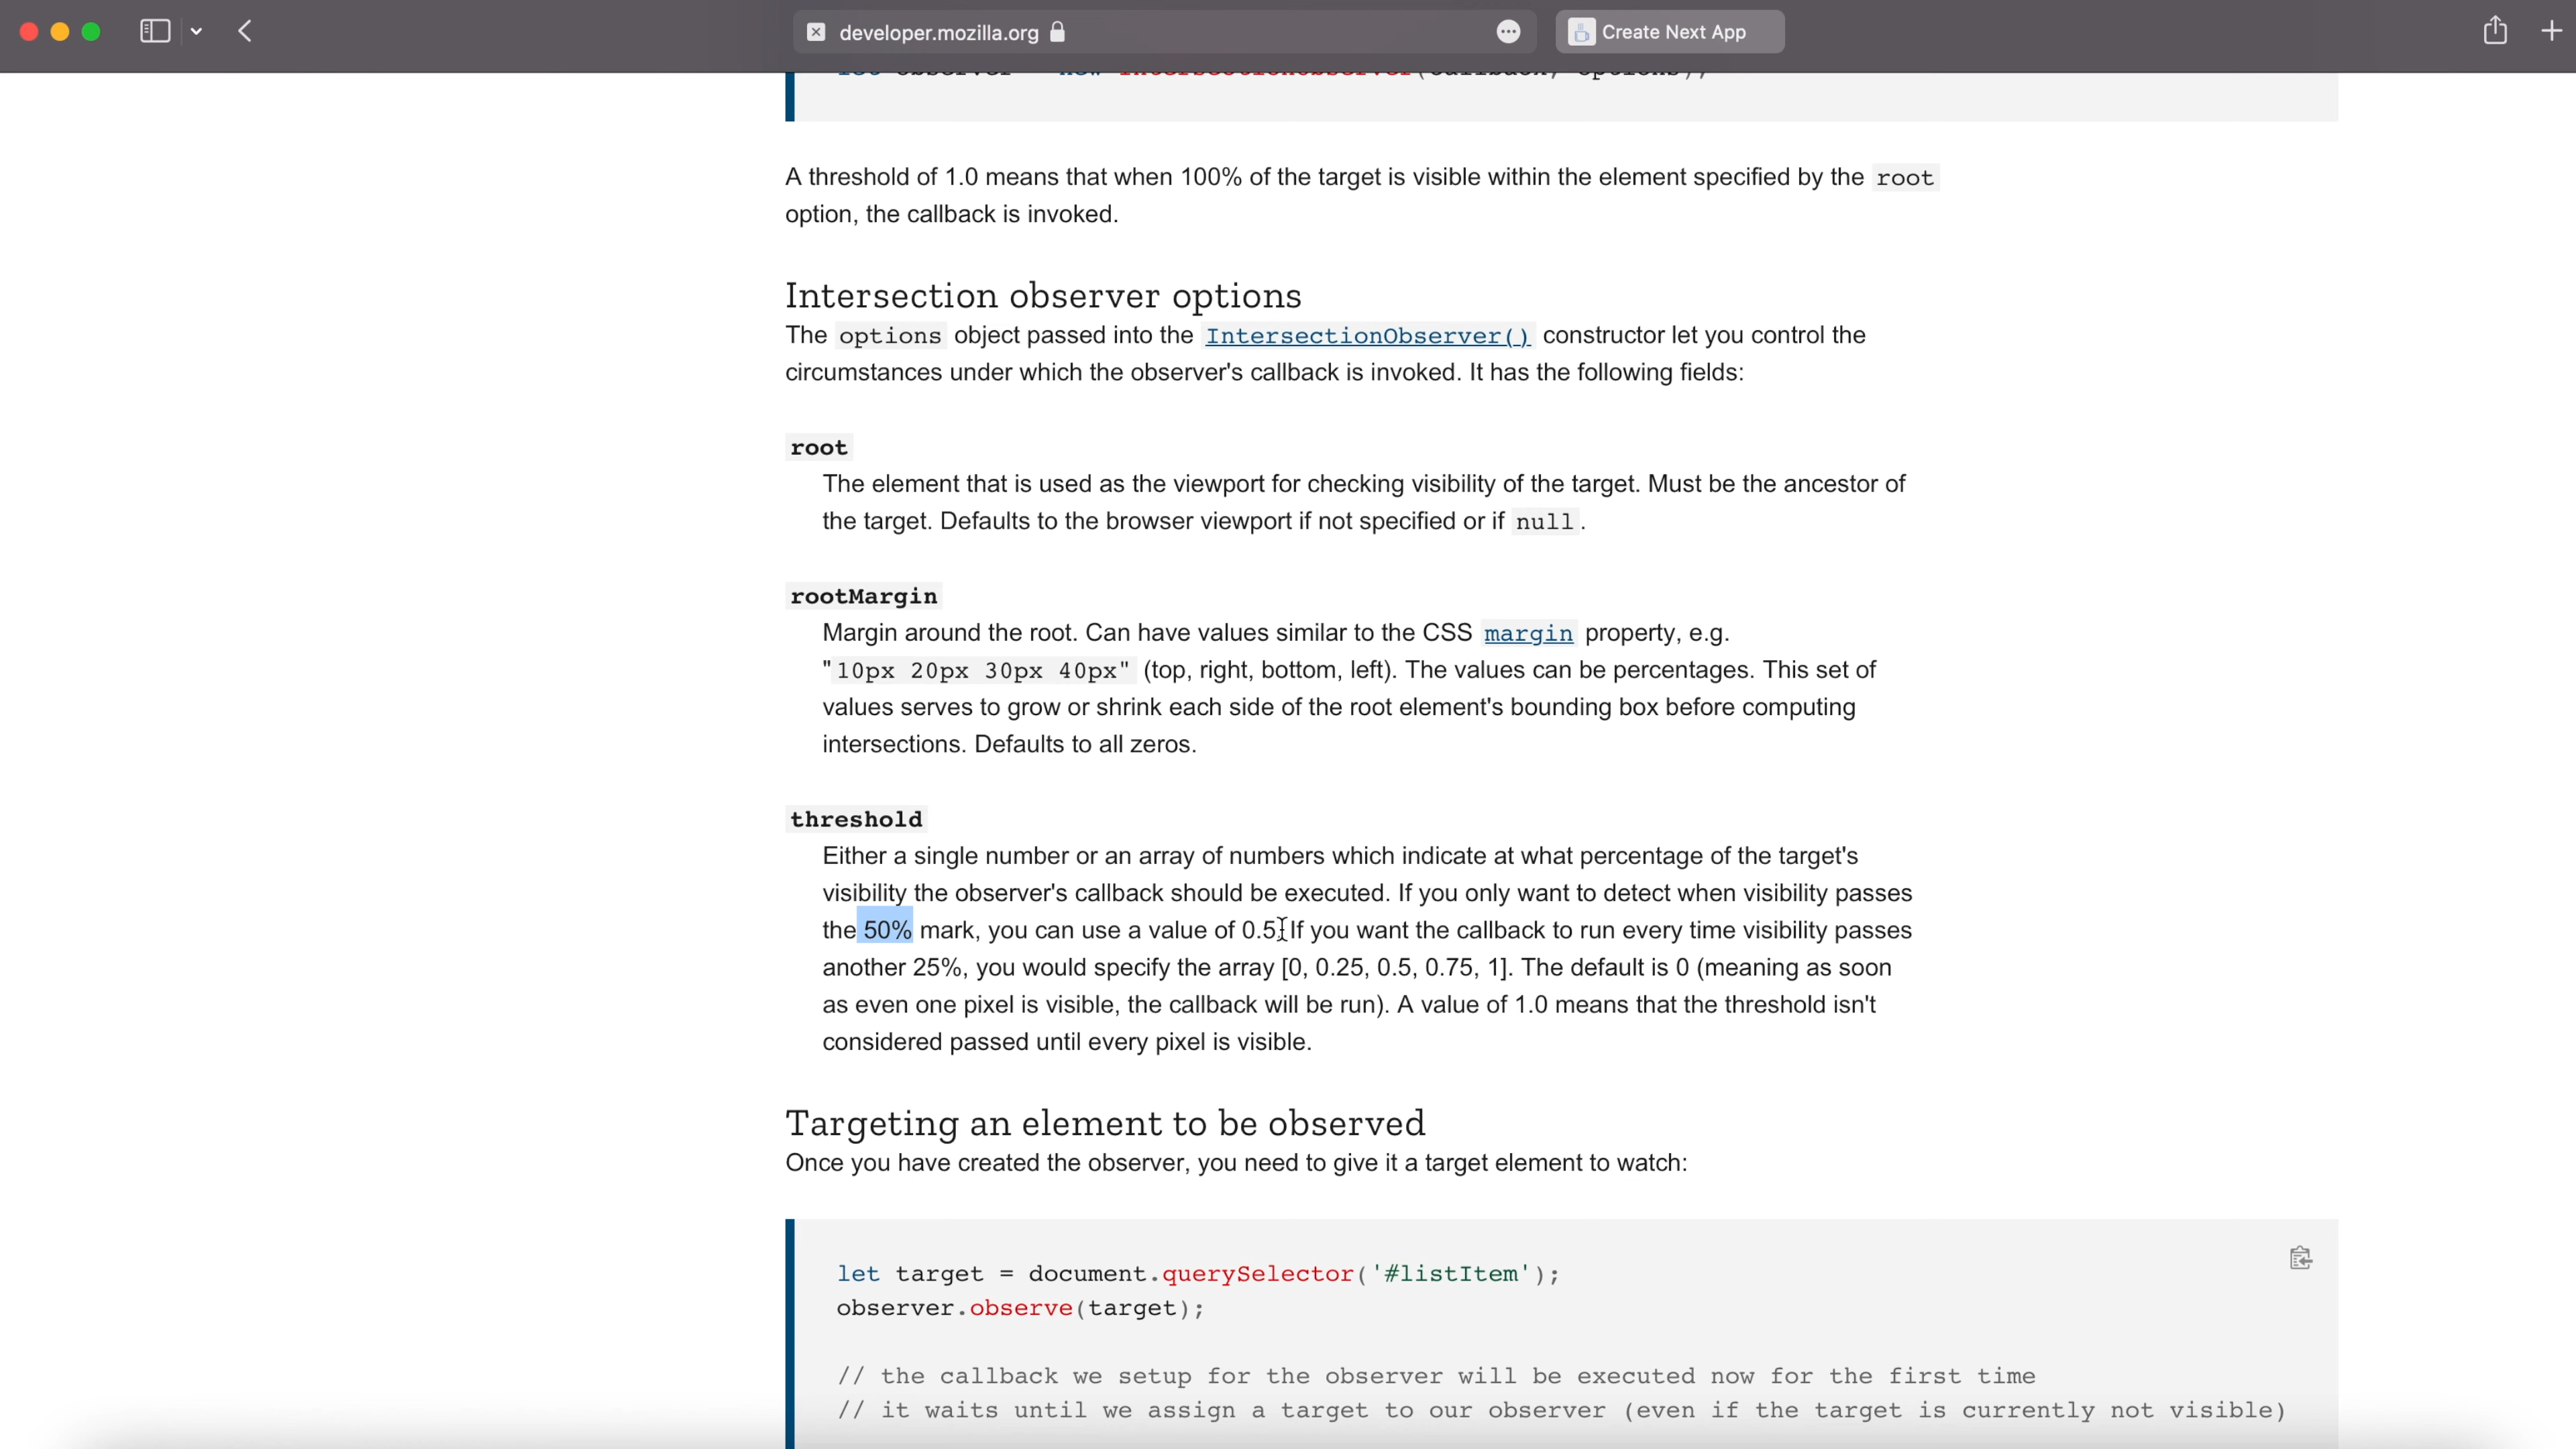 developer.mozilla.org
Create Next App
let observer = new IntersectionObserver(callback, options);
A threshold of 1.0 means that when 100% of the target is visible within the element specified by the root
option, the callback is invoked.
Intersection observer options
The options object passed into the IntersectionObserver() constructor let you control the
circumstances under which the observer's callback is invoked. It has the following fields:
root
The element that is used as the viewport for checking visibility of the target. Must be the ancestor of
the target. Defaults to the browser viewport if not specified or if null.
rootMargin
Margin around the root. Can have values similar to the CSS margin property, e.g.
"10px 20px 30px 40px" (top, right, bottom, left). The values can be percentages. This set of
values serves to grow or shrink each side of the root element's bounding box before computing
intersections. Defaults to all zeros.
threshold
Either a single number or an array of numbers which indicate at what percentage of the target's
visibility the observer's callback should be executed. If you only want to detect when visibility passes
the 50% mark, you can use a value of 0.5. If you want the callback to run every time visibility passes
another 25%, you would specify the array [0, 0.25, 0.5, 0.75, 1]. The default is 0 (meaning as soon
as even one pixel is visible, the callback will be run). A value of 1.0 means that the threshold isn't
considered passed until every pixel is visible.
Targeting an element to be observed
Once you have created the observer, you need to give it a target element to watch:
let target = document.querySelector('#listItem');
observer.observe(target);
// the callback we setup for the observer will be executed now for the first time
// it waits until we assign a target to our observer (even if the target is currently not visible)